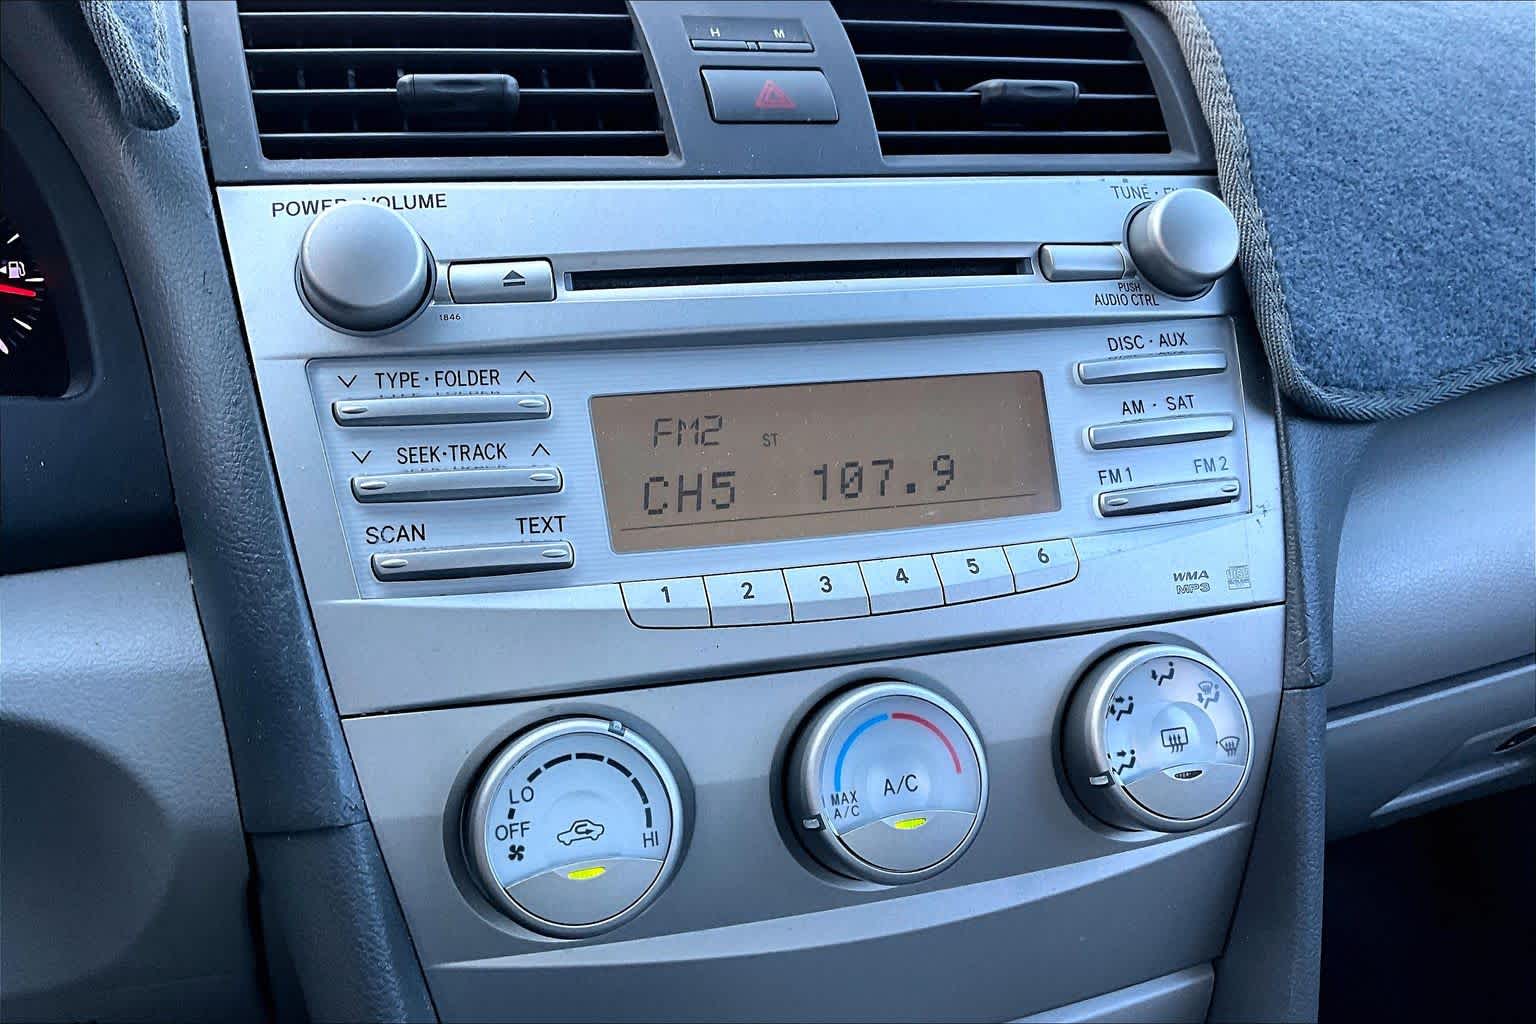 H M
POWER · VOLUME
TUNE ·
1846
PUSH
AUDIO CTRL
TYPE · FOLDER
DISC · AUX
FM2
ST
SEEK · TRACK
AM · SAT
CH5 107.9
FM1 FM2
SCAN TEXT
1 2 3 4 5 6
WMA
MP3
LO
OFF
HI
A/C
MAX
A/C